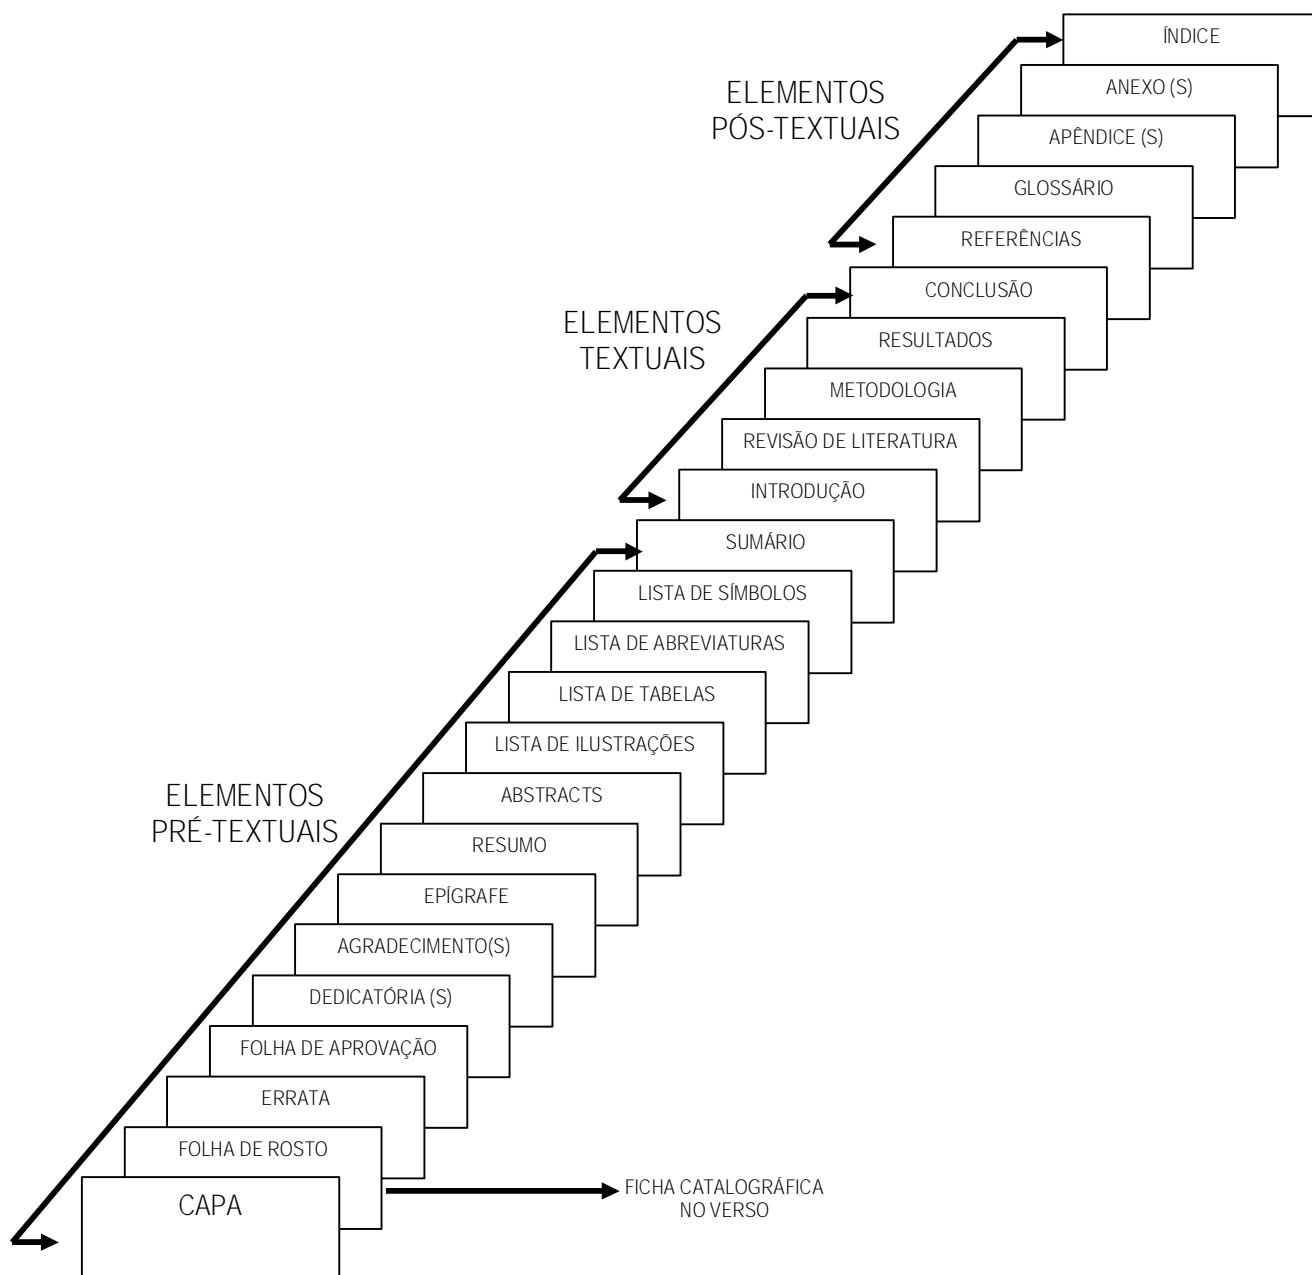 ÍNDICE
ANEXO (S)
ELEMENTOS
PÓS-TEXTUAIS
APÊNDICE (S)
GLOSSÁRIO
REFERÊNCIAS
CONCLUSÃO
ELEMENTOS
TEXTUAIS
RESULTADOS
METODOLOGIA
REVISÃO DE LITERATURA
INTRODUÇÃO
SUMÁRIO
LISTA DE SÍMBOLOS
LISTA DE ABREVIATURAS
LISTA DE TABELAS
LISTA DE ILUSTRAÇÕES
ELEMENTOS
PRÉ-TEXTUAIS
ABSTRACTS
RESUMO
EPÍGRAFE
AGRADECIMENTO(S)
DEDICATÓRIA (S)
FOLHA DE APROVAÇÃO
ERRATA
FOLHA DE ROSTO
CAPA
FICHA CATALOGRÁFICA
NO VERSO